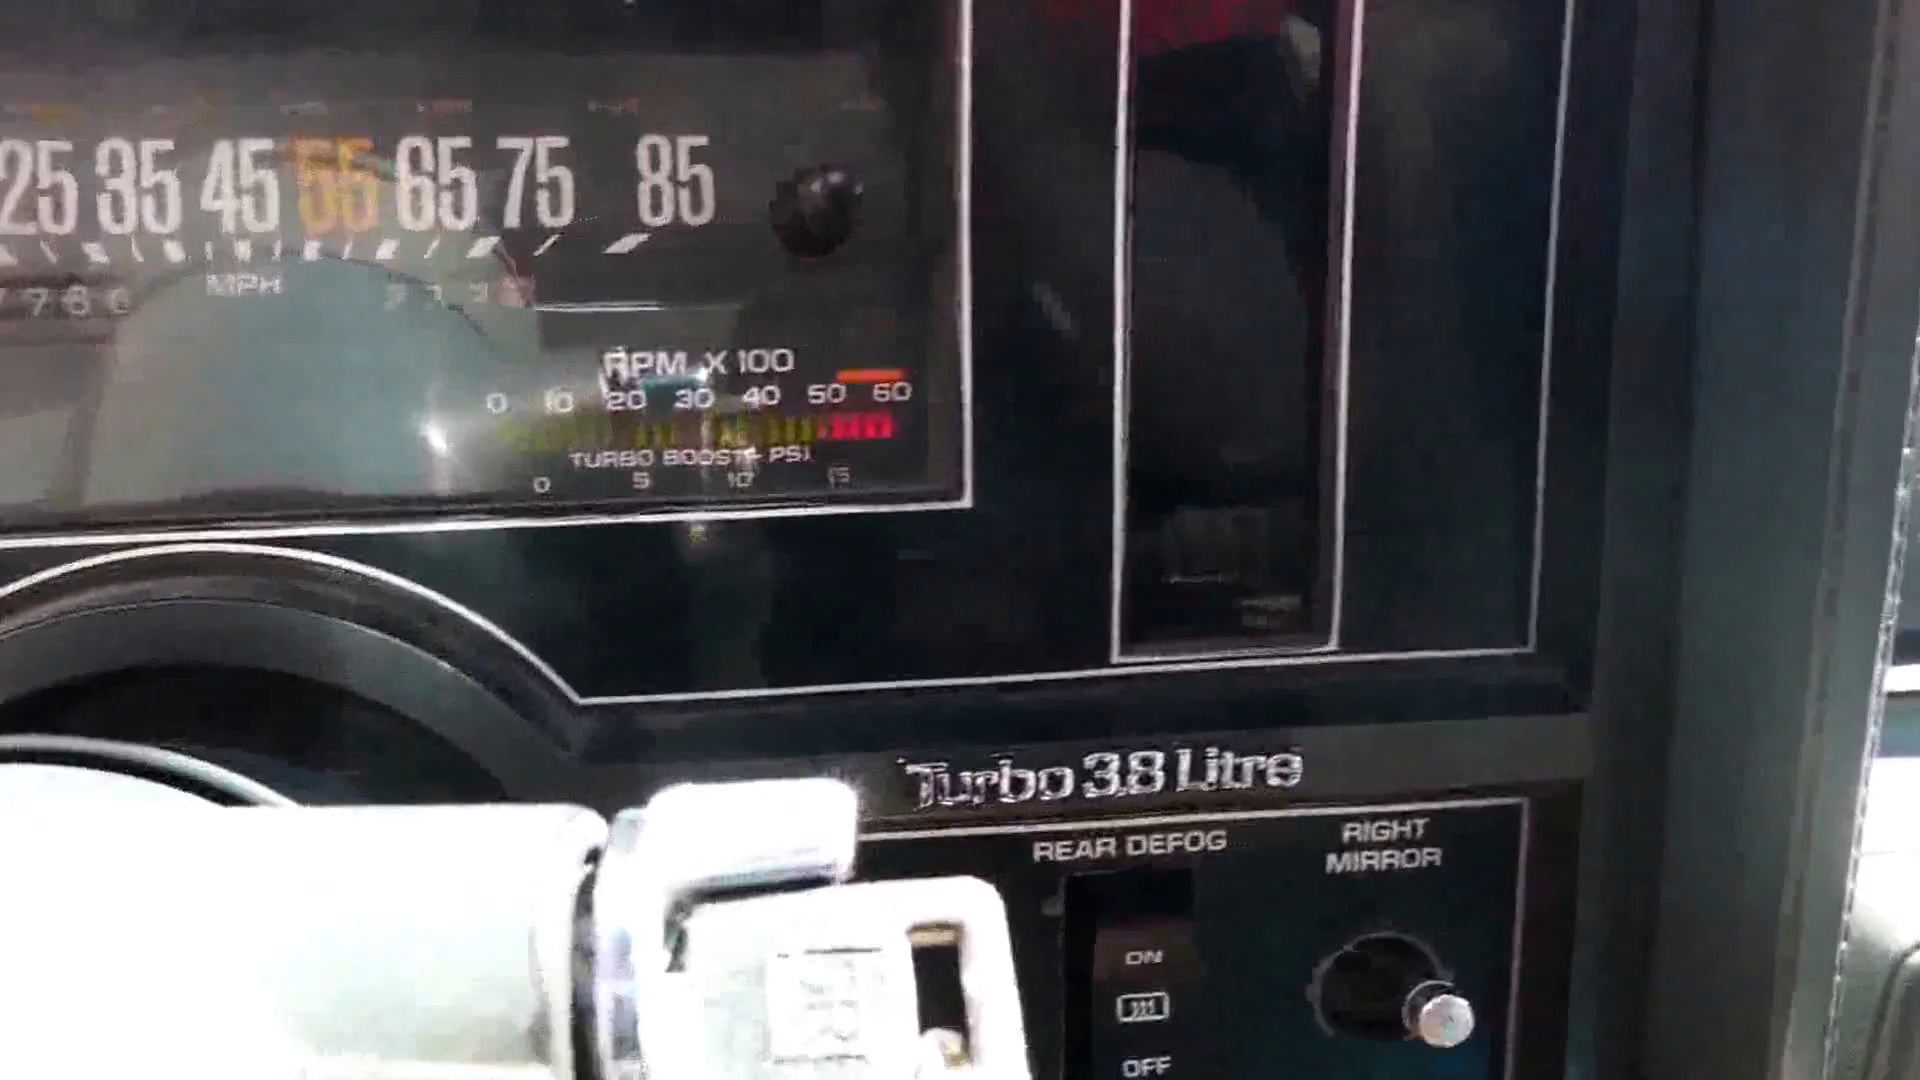 25 35 45 55 65 75 85
MPH
RPM X 100
0 10 20 30 40 50 60
TURBO BOOST PSI
0 5 10 15
Turbo 3.8 Litre
REAR DEFOG
RIGHT
MIRROR
ON
OFF